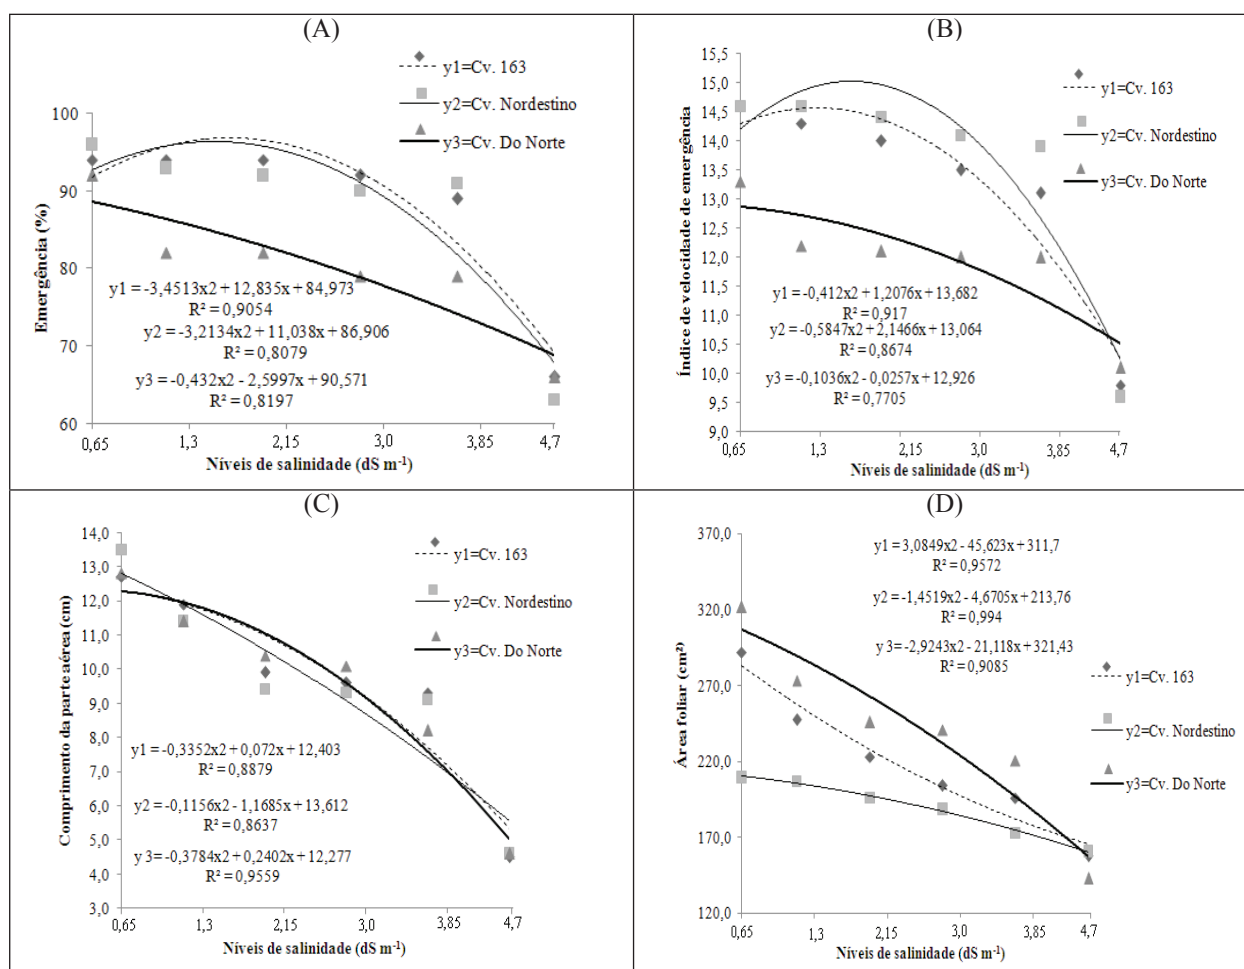 (A)
y1=Cv. 163
y2=Cv. Nordestino
y3=Cv. Do Norte
100
90
80
70
60
Emergência (%)
y1 = -3,4513x2 + 12,835x + 84,973
R² = 0,9054
y2 = -3,2134x2 + 11,038x + 86,906
R² = 0,8079
y3 = -0,432x2 - 2,5997x + 90,571
R² = 0,8197
0,65
1,3
2,15
3,0
3,85
4,7
Níveis de salinidade (dS m⁻¹)
(B)
y1=Cv. 163
y2=Cv. Nordestino
y3=Cv. Do Norte
15,5
15,0
14,5
14,0
13,5
13,0
12,5
12,0
11,5
11,0
10,5
10,0
9,5
9,0
Índice de velocidade de emergência
y1 = -0,412x2 + 1,2076x + 13,682
R² = 0,917
y2 = -0,5847x2 + 2,1466x + 13,064
R² = 0,8674
y3 = -0,1036x2 - 0,0257x + 12,926
R² = 0,7705
0,65
1,3
2,15
3,0
3,85
4,7
Níveis de salinidade (dS m⁻¹)
(C)
y1=Cv. 163
y2=Cv. Nordestino
y3=Cv. Do Norte
14,0
13,0
12,0
11,0
10,0
9,0
8,0
7,0
6,0
5,0
4,0
3,0
Comprimento da parte aérea (cm)
y1 = -0,3352x2 + 0,072x + 12,403
R² = 0,8879
y2 = -0,1156x2 - 1,1685x + 13,612
R² = 0,8637
y3 = -0,3784x2 + 0,2402x + 12,277
R² = 0,9559
0,65
1,3
2,15
3,0
3,85
4,7
Níveis de salinidade (dS m⁻¹)
(D)
y1 = 3,0849x2 - 45,623x + 311,7
R² = 0,9572
y2 = -1,4519x2 - 4,6705x + 213,76
R² = 0,994
y3 = -2,9243x2 - 21,118x + 321,43
R² = 0,9085
y1=Cv. 163
y2=Cv. Nordestino
y3=Cv. Do Norte
370,0
320,0
270,0
220,0
170,0
120,0
Área foliar (cm²)
0,65
1,3
2,15
3,0
3,85
4,7
Níveis de salinidade (dS m⁻¹)